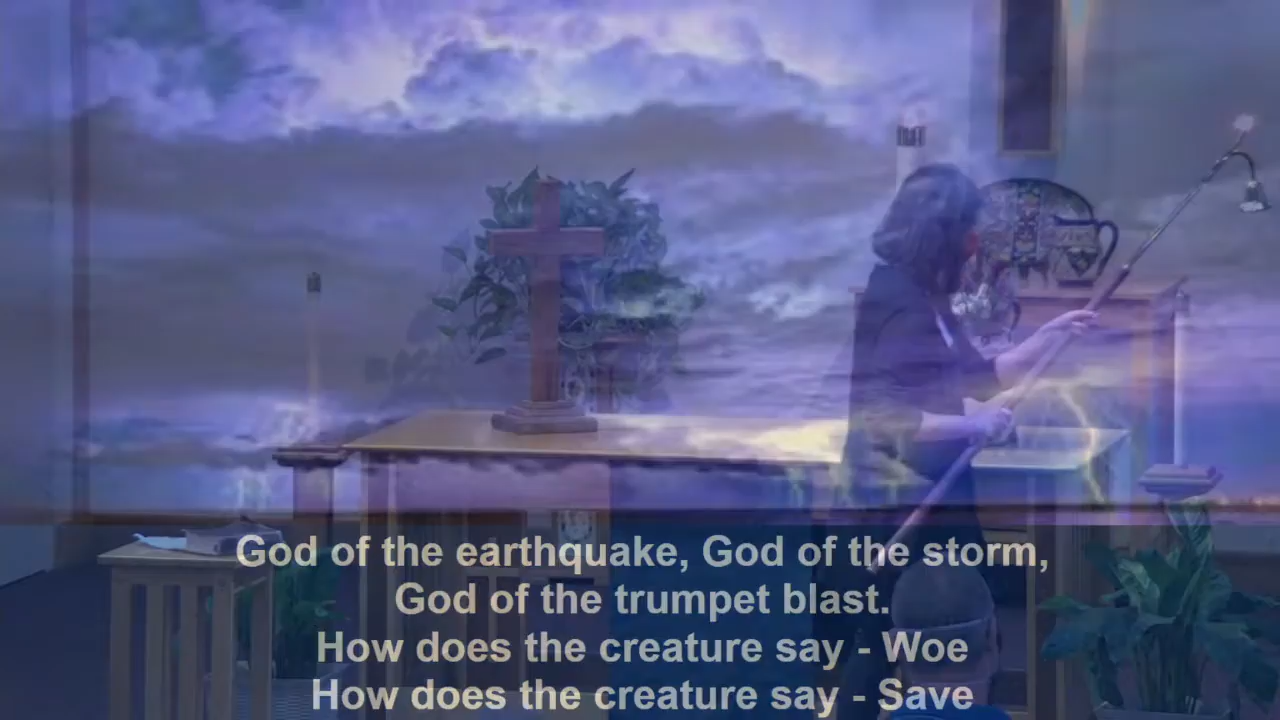 God of the earthquake, God of the storm,
God of the trumpet blast.
How does the creature say - Woe
How does the creature say - Save